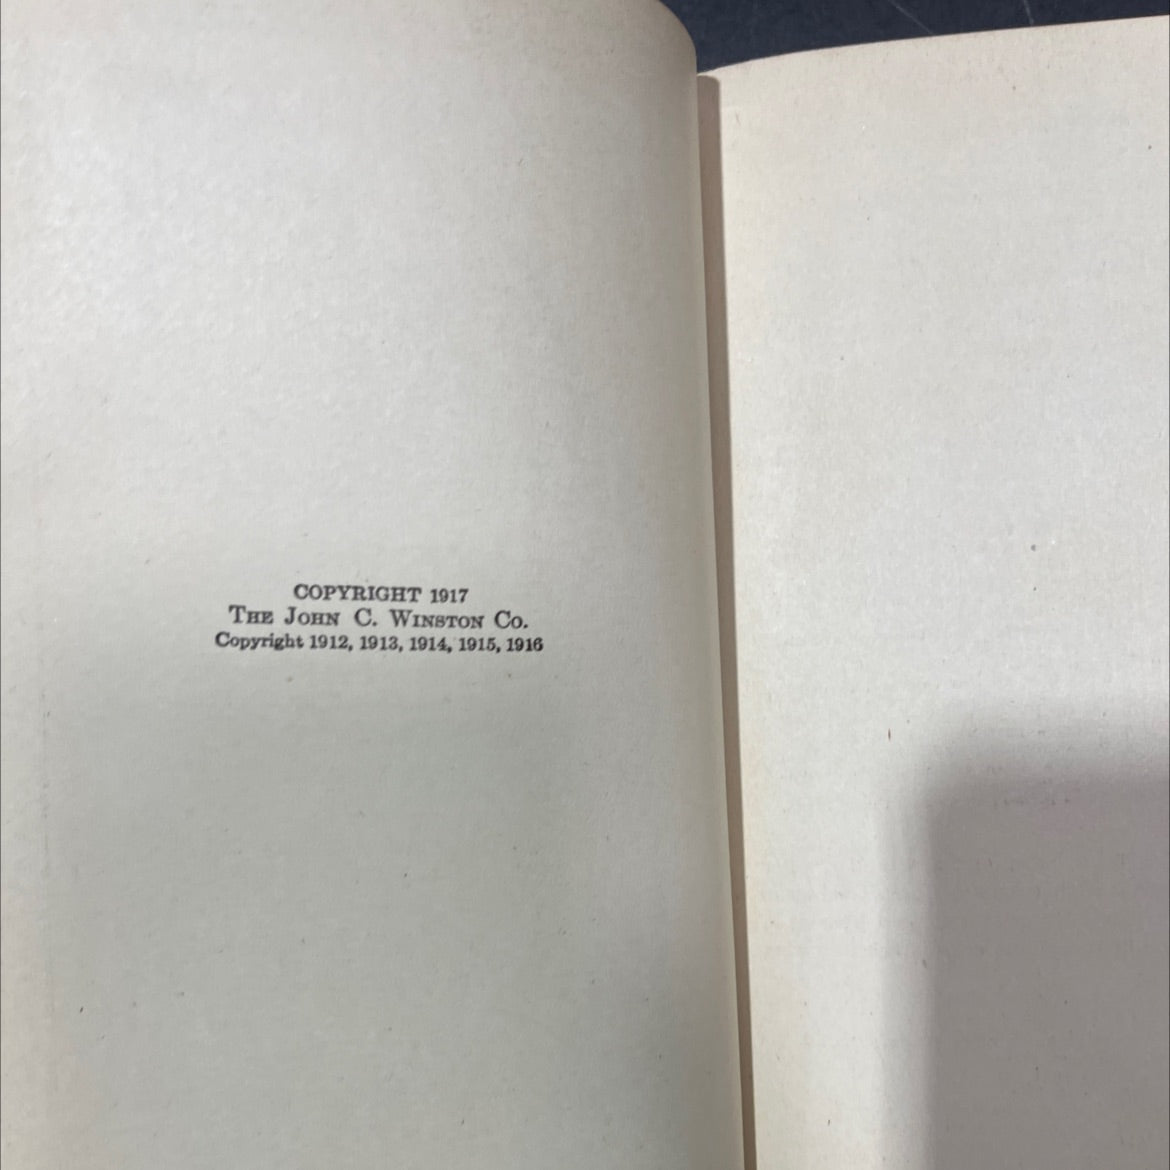 COPYRIGHT 1917
THE JOHN C. WINSTON CO.
Copyright 1912, 1913, 1914, 1915, 1916